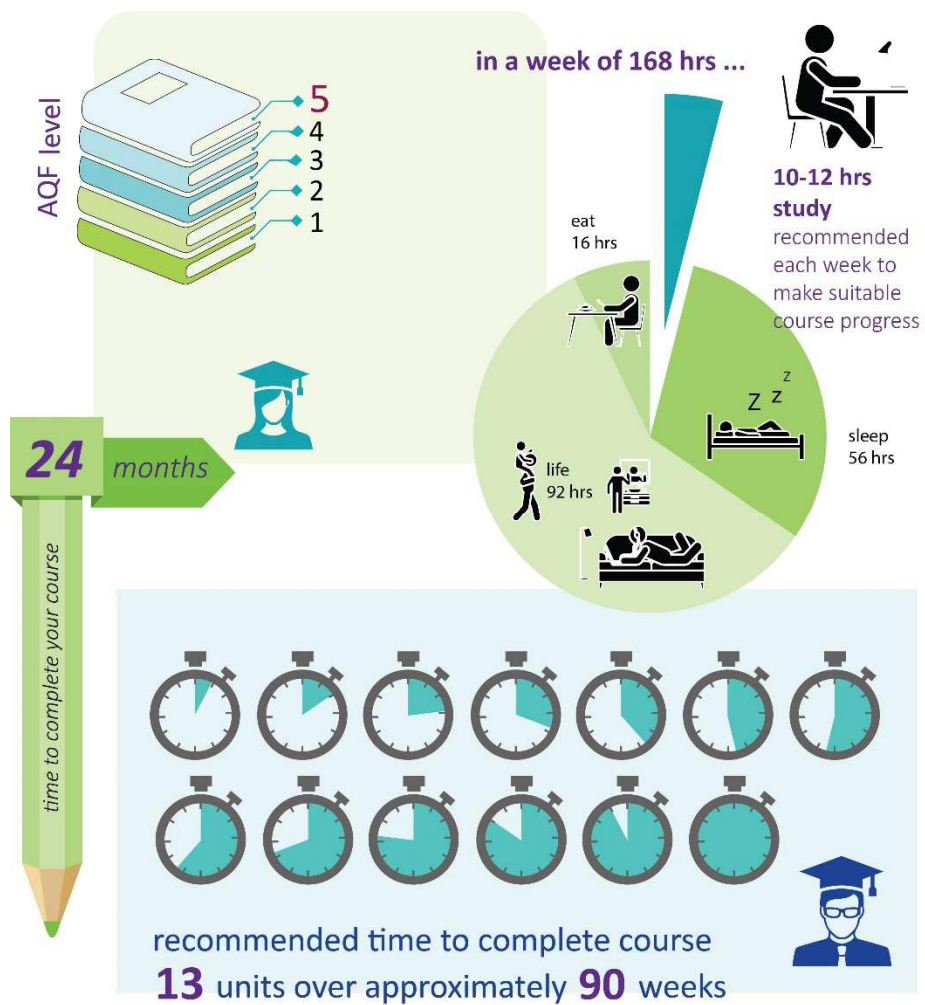 AQF level
5
4
3
2
1
in a week of 168 hrs ...
10-12 hrs
study
recommended
each week to
make suitable
course progress
eat
16 hrs
z
z
Z
sleep
56 hrs
life
92 hrs
24 months
time to complete your course
recommended time to complete course
13 units over approximately 90 weeks